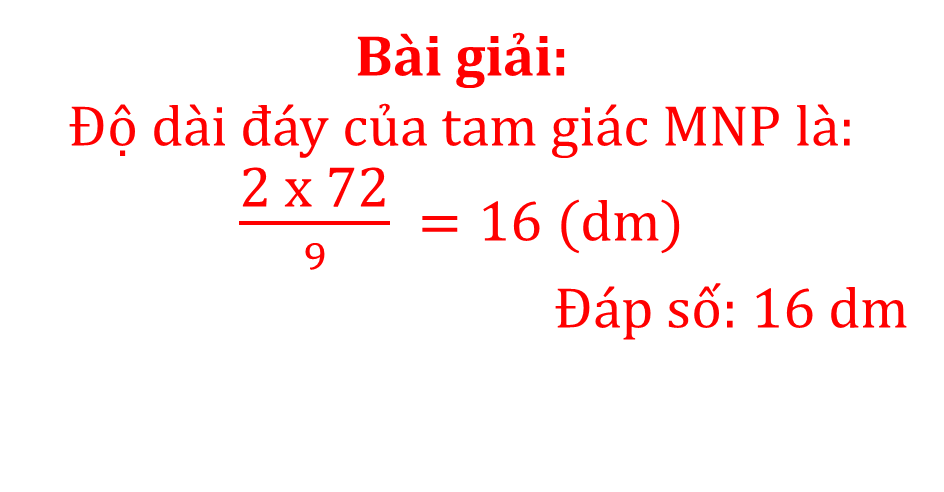 Bài giải:
Độ dài đáy của tam giác MNP là:
2 x 72
9
= 16 (dm)
Đáp số: 16 dm